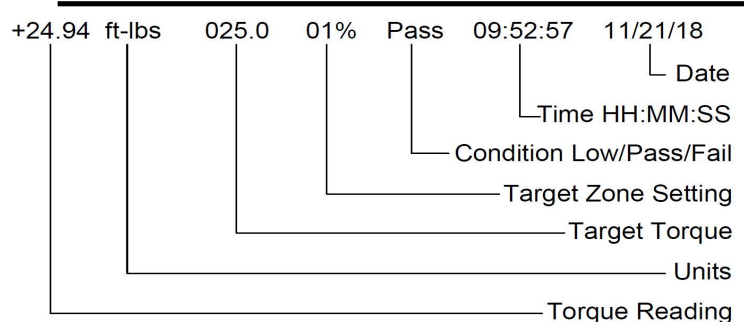 +24.94 ft-lbs 025.0 01% Pass 09:52:57 11/21/18
Date
Time HH:MM:SS
Condition Low/Pass/Fail
Target Zone Setting
Target Torque
Units
Torque Reading